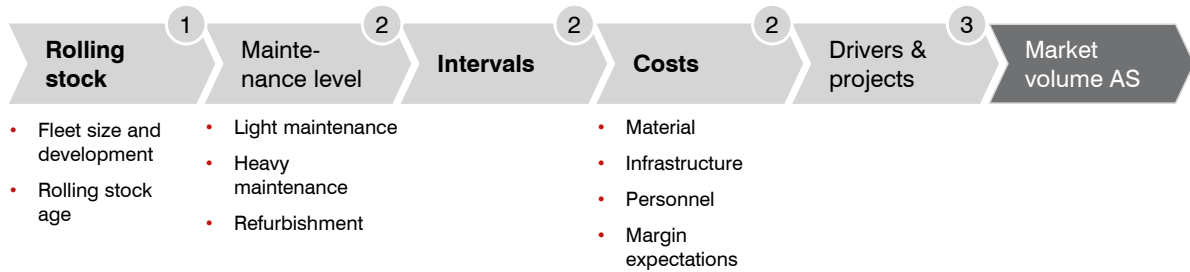 1
2
2
2
3
Rolling
stock
Mainte-
nance level
Intervals
Costs
Drivers &
projects
Market
volume AS
• Fleet size and
development
• Rolling stock
age
• Light maintenance
• Heavy
maintenance
• Refurbishment
• Material
• Infrastructure
• Personnel
• Margin
expectations